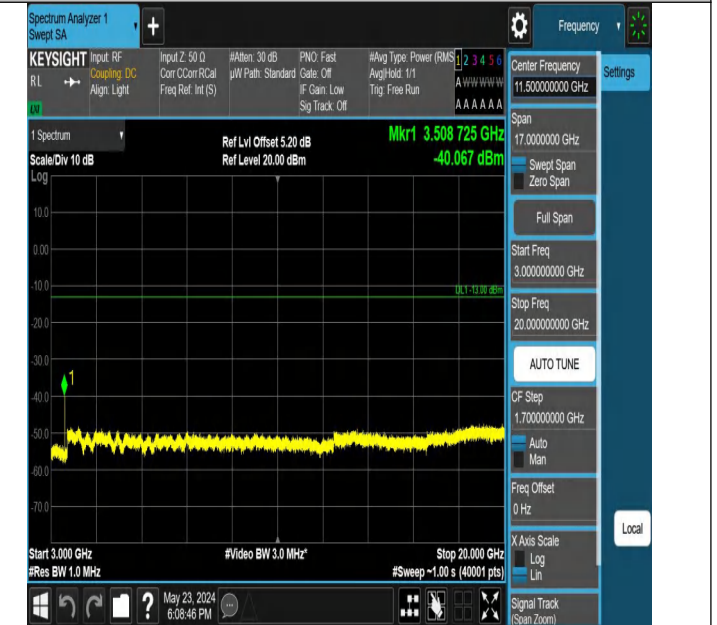 Spectrum Analyzer 1
Swept SA
+
Frequency
KEYSIGHT
RL
LXI
Input: RF
Coupling: DC
Align: Light
Input Z: 50 Ω
Corr CCorr RCal
Freq Ref: Int (S)
#Atten: 30 dB
µW Path: Standard
PNO: Fast
Gate: Off
IF Gain: Low
Sig Track: Off
#Avg Type: Power (RMS
Avg|Hold: 1/1
Trig: Free Run
1 2 3 4 5 6
A W W W W W
A A A A A A
Center Frequency
11.500000000 GHz
Settings
Span
17.0000000 GHz
Swept Span
Zero Span
Full Span
Start Freq
3.000000000 GHz
Stop Freq
20.000000000 GHz
AUTO TUNE
CF Step
1.700000000 GHz
Auto
Man
Freq Offset
0 Hz
X Axis Scale
Log
Lin
Signal Track
(Span Zoom)
Local
1 Spectrum
Scale/Div 10 dB
Log
Ref Lvl Offset 5.20 dB
Ref Level 20.00 dBm
Mkr1 3.508 725 GHz
-40.067 dBm
10.0
0.00
-10.0
DL1 -13.00 dBm
-20.0
-30.0
1
-40.0
-50.0
-60.0
-70.0
Start 3.000 GHz
#Video BW 3.0 MHz*
Stop 20.000 GHz
#Res BW 1.0 MHz
#Sweep ~1.00 s (40001 pts)
?
May 23, 2024
6:08:46 PM